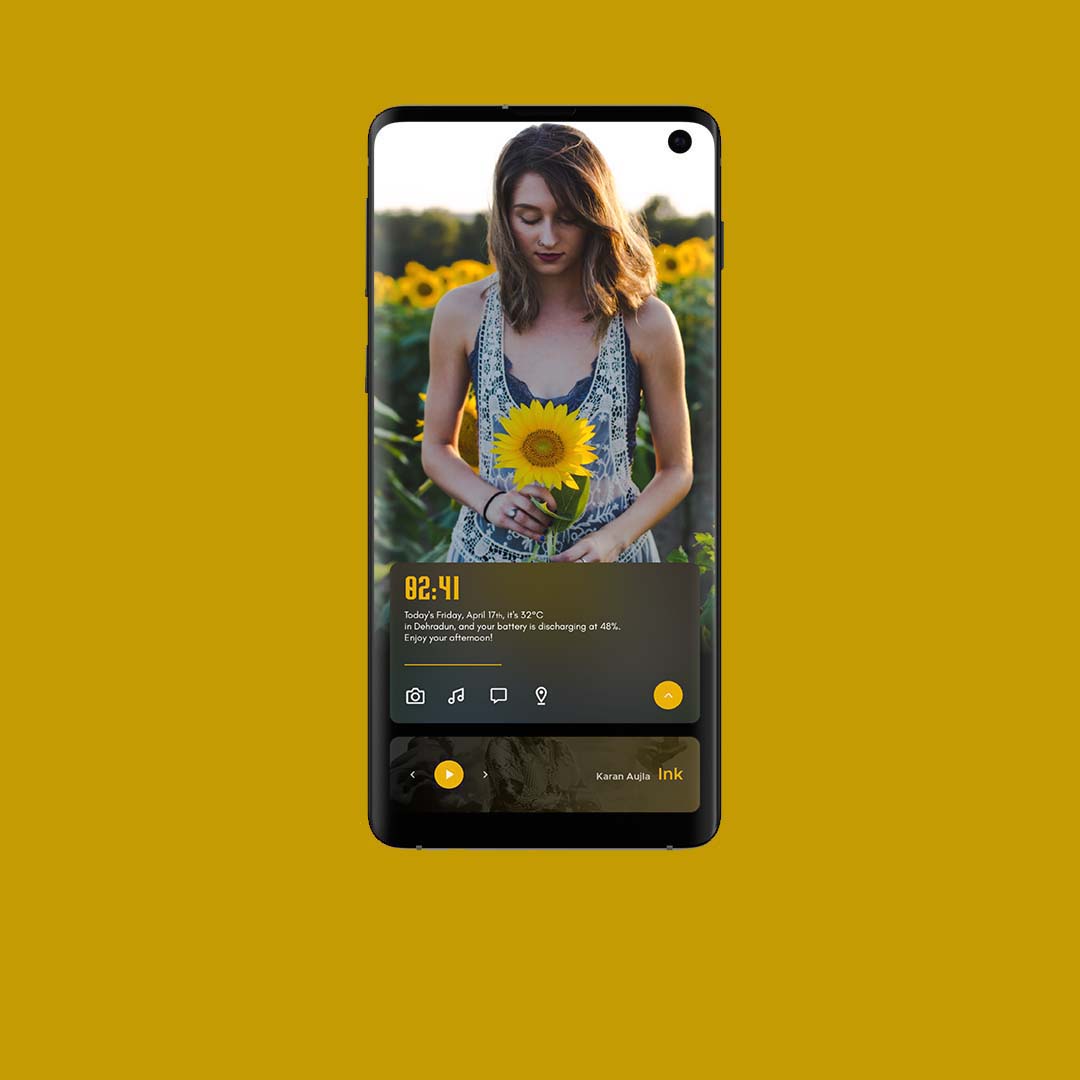 02:41
Today's Friday, April 17th, it's 32°C
in Dehradun, and your battery is discharging at 48%.
Enjoy your afternoon!
Karan Aujla Ink